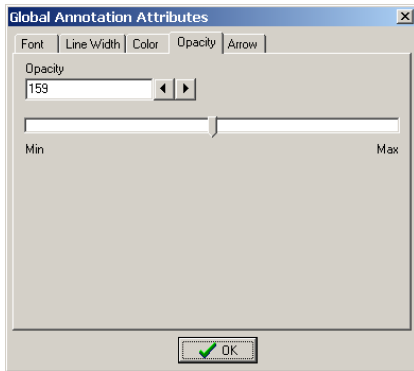 Global Annotation Attributes
Font Line Width Color Opacity Arrow
Opacity
159
Min Max
OK